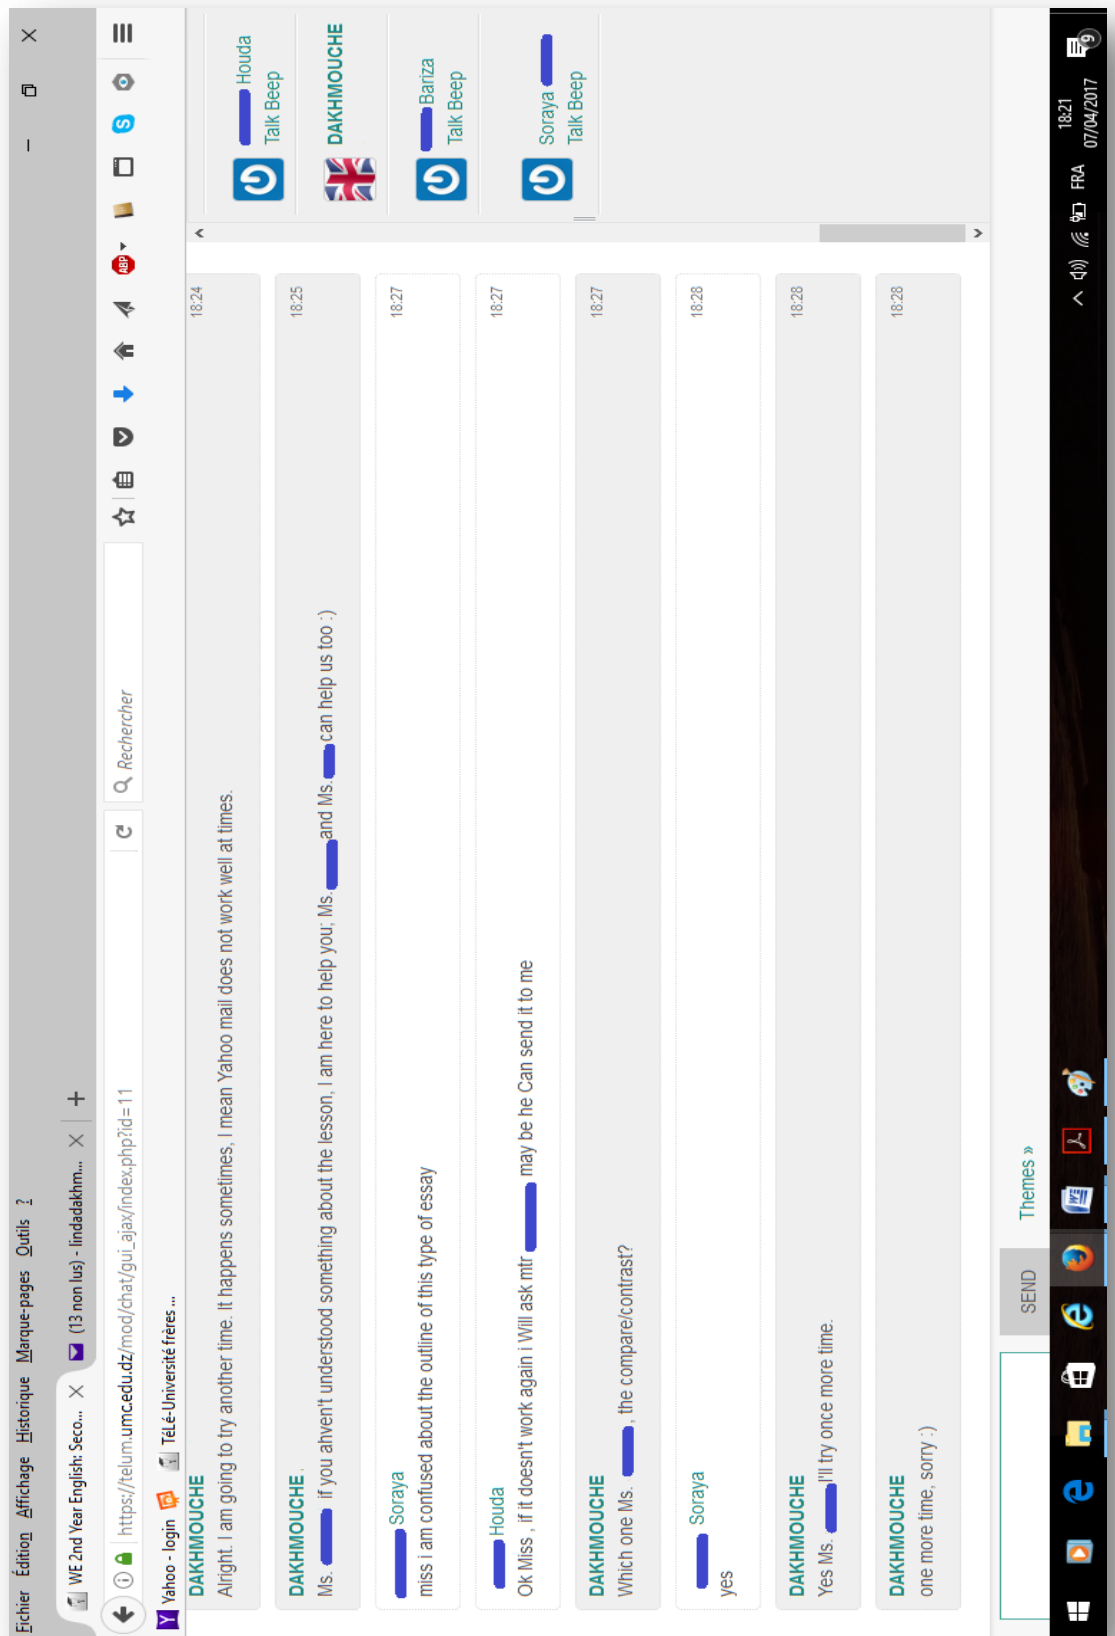 Fichier Édition Affichage Historique Marque-pages Outils ?
WE 2nd Year English: Seco...
(13 non lus) - lindadakhm...
https://telum.umc.edu.dz/mod/chat/gui_ajax/index.php?id=11
Rechercher
ABP
S
Y Yahoo - login
TéLé-Université frères ...
DAKHMOUCHE
18:24
Alright. I am going to try another time. It happens sometimes, I mean Yahoo mail does not work well at times.
DAKHMOUCHE
18:25
Ms. if you ahven't understood something about the lesson, I am here to help you; Ms. and Ms. can help us too :)
Soraya
18:27
miss i am confused about the outline of this type of essay
Houda
18:27
Ok Miss , if it doesn't work again i Will ask mtr may be he Can send it to me
DAKHMOUCHE
18:27
Which one Ms. , the compare/contrast?
Soraya
18:28
yes
DAKHMOUCHE
18:28
Yes Ms. I'll try once more time.
DAKHMOUCHE
18:28
one more time, sorry :)
Houda
Talk Beep
DAKHMOUCHE
Bariza
Talk Beep
Soraya
Talk Beep
SEND
Themes »
FRA
18:21
07/04/2017
9